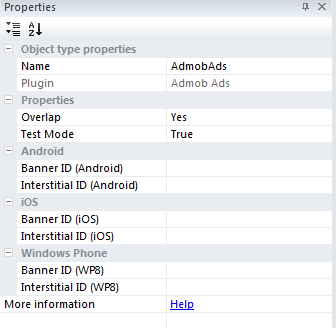 Properties
Object type properties
Name AdmobAds
Plugin Admob Ads
Properties
Overlap Yes
Test Mode True
Android
Banner ID (Android)
Interstitial ID (Android)
iOS
Banner ID (iOS)
Interstitial ID (iOS)
Windows Phone
Banner ID (WP8)
Interstitial ID (WP8)
More information Help